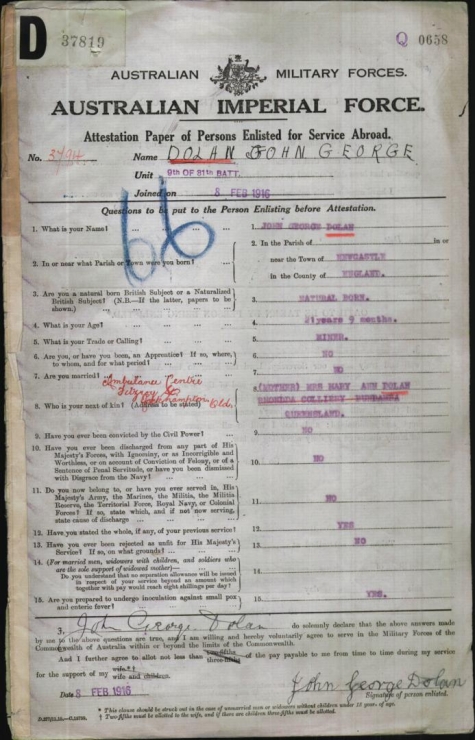 D 37819
Q 0658
AUSTRALIAN MILITARY FORCES.
AUSTRALIAN IMPERIAL FORCE.
Attestation Paper of Persons Enlisted for Service Abroad.
No. Name DOLAN JOHN GEORGE
Unit 9th OF 31th BATT.
Joined on 8 FEB 1916
66
Questions to be put to the Person Enlisting before Attestation.
1. What is your Name? ... 1. JOHN GEORGE DOLAN
2. In or near what Parish or Town were you born? ... 2. In the Parish of in or
near the Town of NEWCASTLE
in the County of ENGLAND.
3. Are you a natural born British Subject or a Naturalized
British Subject? (N.B.—If the latter, papers to be
shown.) ... 3. NATURAL BORN.
4. What is your Age? ... 4. 21 years 9 months.
5. What is your Trade or Calling? ... 5. MINER.
6. Are you, or have you been, an Apprentice? If so, where,
to whom, and for what period? ... 6. NO
7. Are you married? ... 7. NO
Ambulance Centre
Fitzroy St
Rockhampton Qld.
8. Who is your next of kin? (Address to be stated) 8. (MOTHER) MRS MARY ANN DOLAN
COLLIERY
QUEENSLAND.
9. Have you ever been convicted by the Civil Power? ... 9. NO
10. Have you ever been discharged from any part of His
Majesty's Forces, with Ignominy, or as Incorrigible and
Worthless, or on account of Conviction of Felony, or of a
Sentence of Penal Servitude, or have you been Dismissed
with Disgrace from the Navy? ... 10. NO
11. Do you now belong to, or have you ever served in, His
Majesty's Army, the Marines, the Militia, the Militia
Reserve, the Territorial Force, Royal Navy, or Colonial
Forces? If so, state which, and if not now serving,
state cause of discharge ... 11. NO
12. Have you stated the whole, if any, of your previous service? 12. YES
13. Have you ever been rejected as unfit for His Majesty's
Service? If so, on what grounds? ... 13. NO
14. (For married men, widowers with children, and soldiers who
are the sole support of widowed mother)—
Do you understand that no separation allowance will be issued
in respect of your service beyond an amount which
together with pay would reach eight shillings per day? 14.
15. Are you prepared to undergo inoculation against small pox
and enteric fever? 15. YES.
I, John George Dolan do solemnly declare that the above answers made
by me to the above questions are true, and I am willing and hereby voluntarily agree to serve in the Military Forces of the
Commonwealth of Australia within or beyond the limits of the Commonwealth.
And I further agree to allot not less than two-fifths three-fifths of the pay payable to me from time to time during my service
for the support of my wife* † wife and children.
Date 8 FEB. 1916 John George Dolan
Signature of person enlisted.
* This clause should be struck out in the case of unmarried men or widowers without children under 18 years of age.
† Two-fifths must be allotted to the wife, and if there are children three-fifths must be allotted.